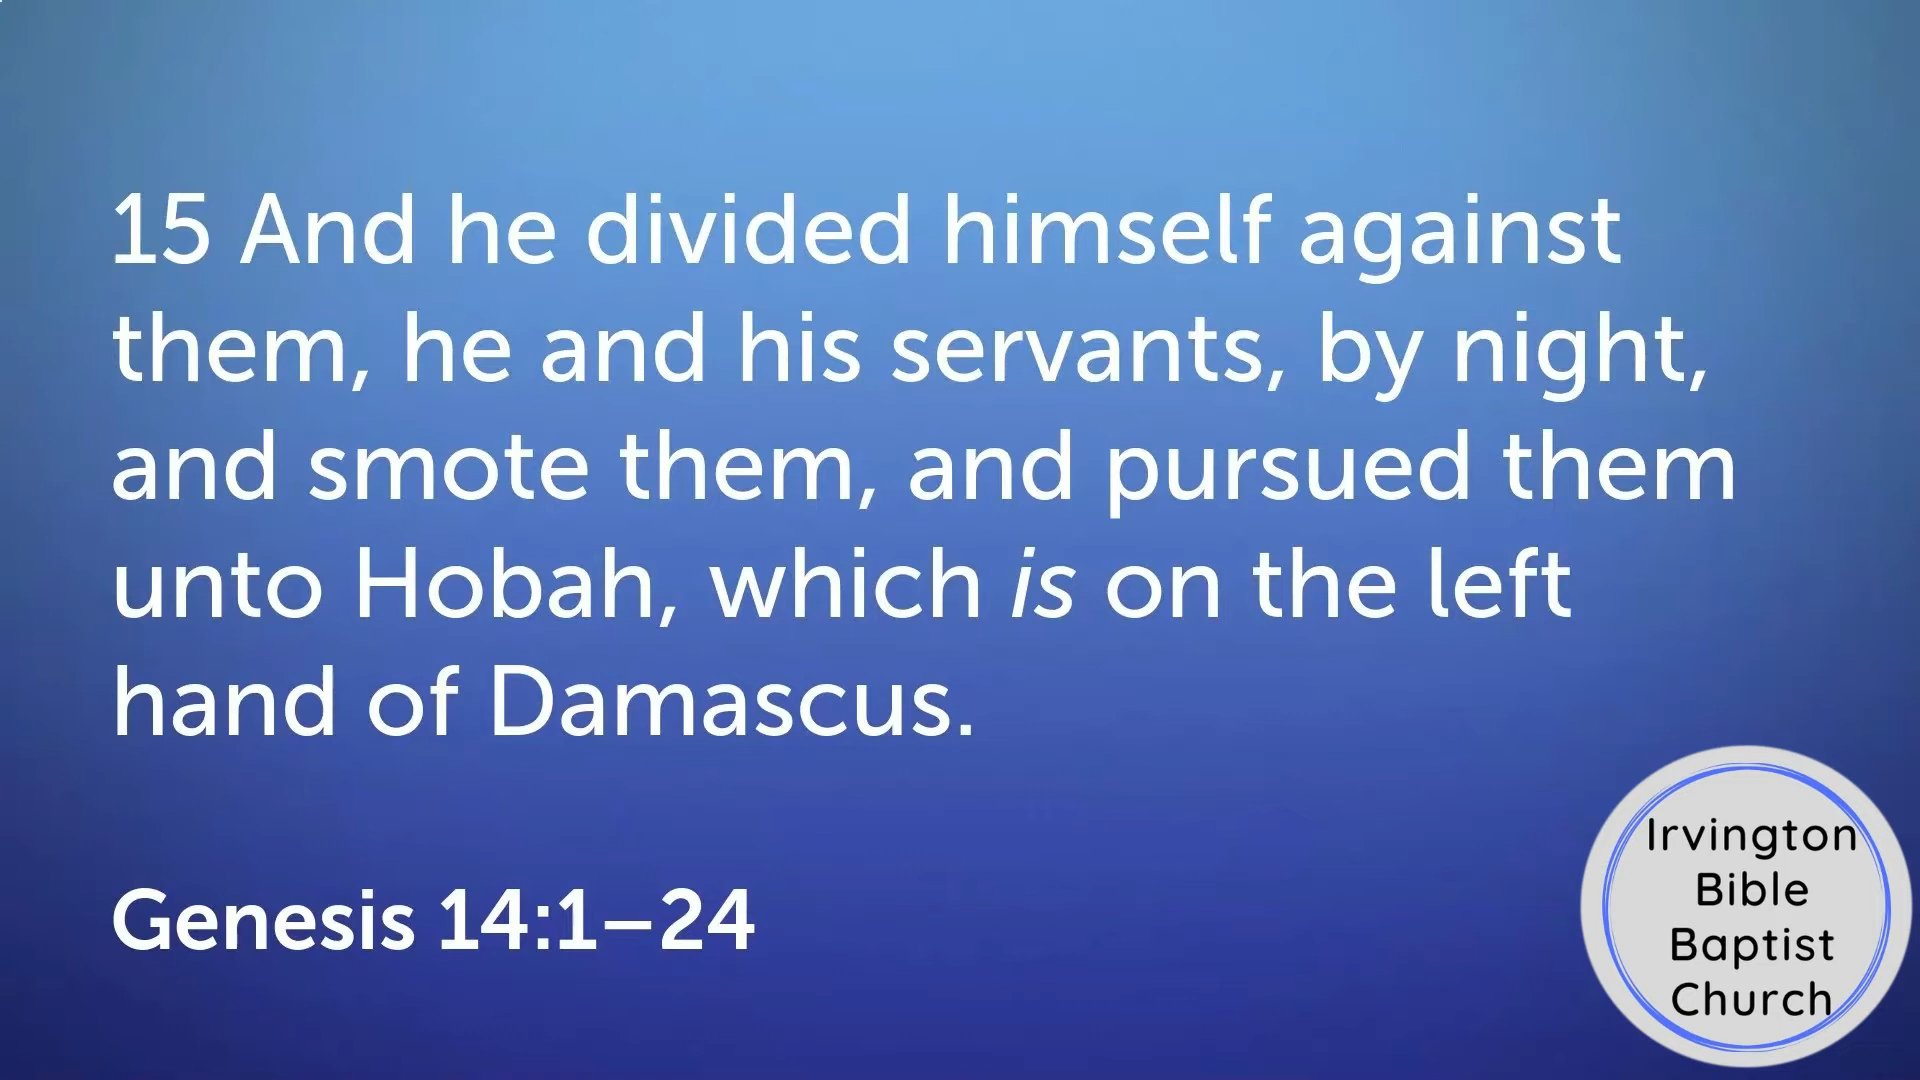 15 And he divided himself against
them, he and his servants, by night,
and smote them, and pursued them
unto Hobah, which is on the left
hand of Damascus.
Genesis 14:1–24
Irvington
Bible
Baptist
Church